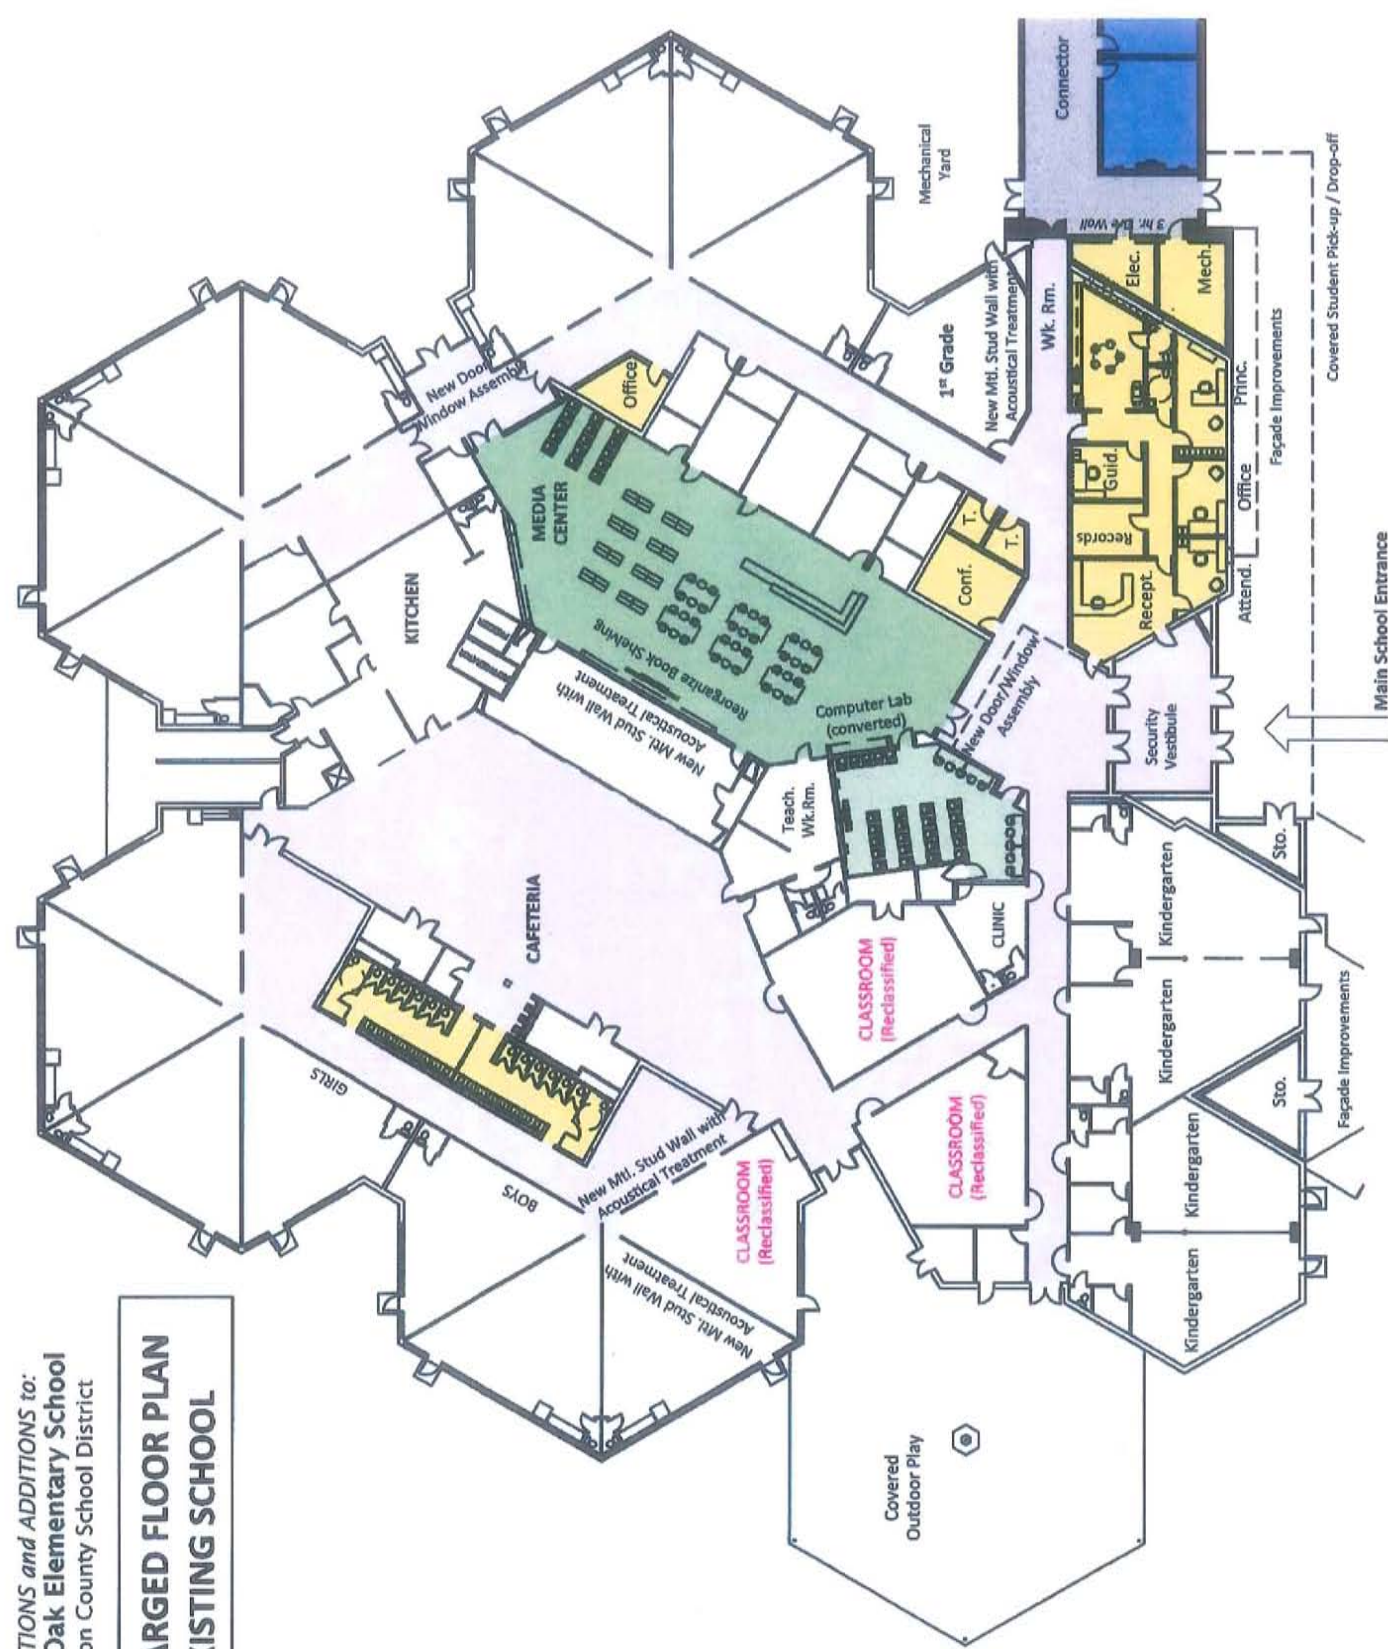 TIONS and ADDITIONS to:
Oak Elementary School
on County School District
ARGED FLOOR PLAN
XISTING SCHOOL
Connector
3 hr. Fire Wall
Mechanical
Yard
New Door
Window Assembly
Office
1st Grade
New Mtl. Stud Wall with
Acoustical Treatment
Wk. Rm.
Elec.
Mech.
Princ.
Office
Attend.
Guid.
Records
Recept.
Façade Improvements
Covered Student Pick-up / Drop-off
Main School Entrance
MEDIA
CENTER
Reorganize Book Shelving
New Mtl. Stud Wall with
Acoustical Treatment
Conf.
T.
T.
Computer Lab
(converted)
New Door/Window
Assembly
Security
Vestibule
KITCHEN
CAFETERIA
Teach.
Wk.Rm.
CLINIC
CLASSROOM
(Reclassified)
CLASSROOM
(Reclassified)
CLASSROOM
(Reclassified)
GIRLS
BOYS
New Mtl. Stud Wall with
Acoustical Treatment
New Mtl. Stud Wall with
Acoustical Treatment
Kindergarten
Kindergarten
Kindergarten
Kindergarten
Sto.
Sto.
Façade Improvements
Covered
Outdoor Play